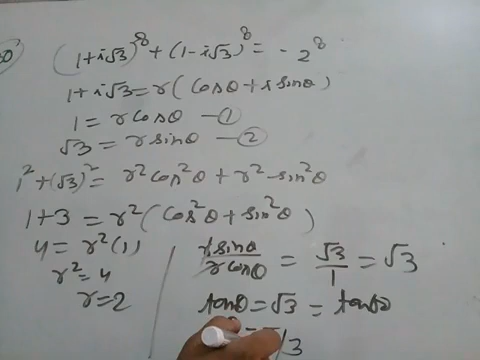 (1+i√3)^8 + (1-i√3)^8 = -2^8
1+i√3 = r(cosθ + i sinθ)
1 = r cosθ — ①
√3 = r sinθ — ②
1^2 + (√3)^2 = r^2 cos^2θ + r^2 sin^2θ
1+3 = r^2(cos^2θ + sin^2θ)
4 = r^2(1)
r^2 = 4
r = 2
r sinθ / r cosθ = √3/1 = √3
tanθ = √3 = tan60
/3